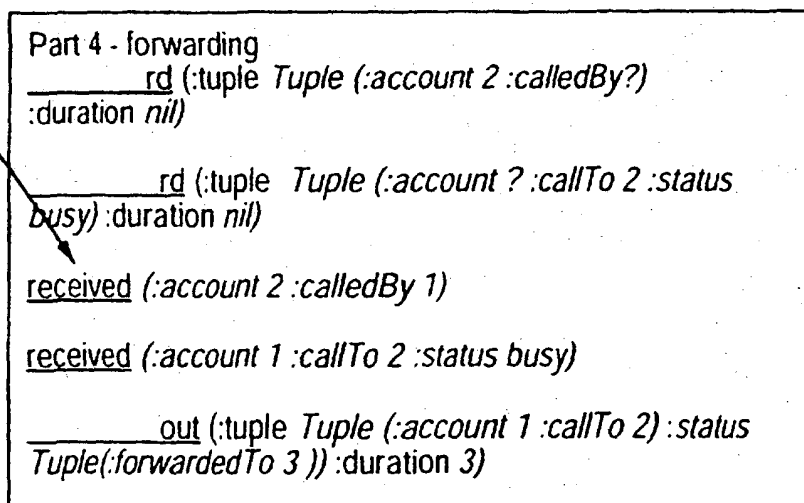 Part 4 - forwarding
rd (:tuple Tuple (:account 2 :calledBy?)
:duration nil)
rd (:tuple Tuple (:account ? :callTo 2 :status
busy) :duration nil)
received (:account 2 :calledBy 1)
received (:account 1 :callTo 2 :status busy)
out (:tuple Tuple (:account 1 :callTo 2) :status
Tuple(:forwardedTo 3 )) :duration 3)